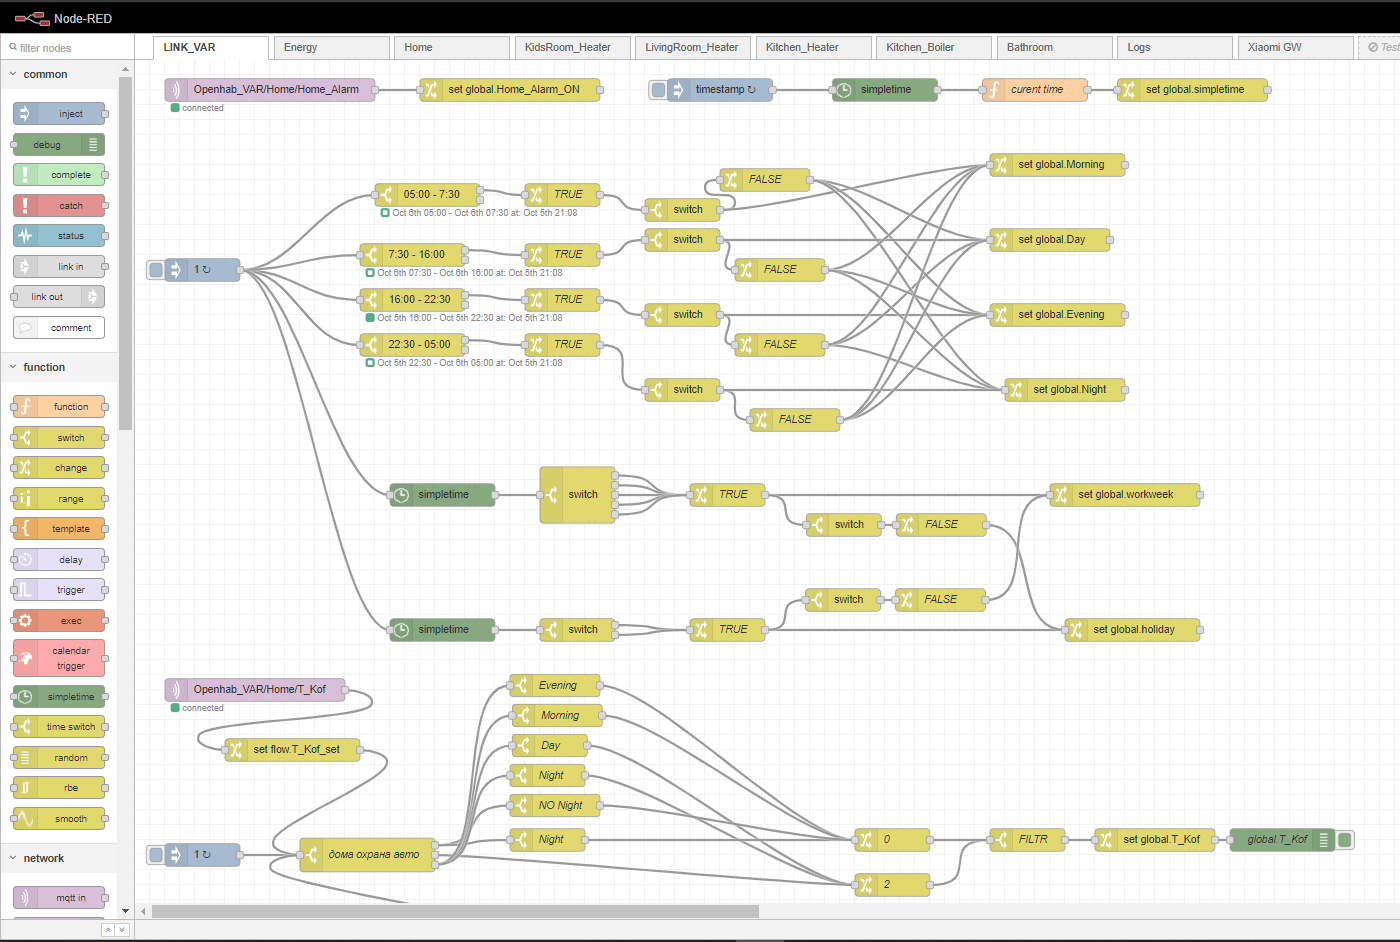 Node-RED
filter nodes
LINK_VAR
Energy
Home
KidsRoom_Heater
LivingRoom_Heater
Kitchen_Heater
Kitchen_Boiler
Bathroom
Logs
Xiaomi GW
Test
common
inject
debug
complete
catch
status
link in
link out
comment
function
function
switch
change
range
template
delay
trigger
exec
calendar
trigger
simpletime
time switch
random
rbe
smooth
network
mqtt in
Openhab_VAR/Home/Home_Alarm
connected
set global.Home_Alarm_ON
timestamp ↻
simpletime
curent time
set global.simpletime
1 ↻
05:00 - 7:30
Oct 6th 05:00 - Oct 6th 07:30 at: Oct 5th 21:08
TRUE
switch
FALSE
set global.Morning
7:30 - 16:00
Oct 6th 07:30 - Oct 6th 16:00 at: Oct 5th 21:08
TRUE
switch
FALSE
set global.Day
16:00 - 22:30
Oct 5th 16:00 - Oct 5th 22:30 at: Oct 5th 21:08
TRUE
switch
FALSE
set global.Evening
22:30 - 05:00
Oct 5th 22:30 - Oct 6th 05:00 at: Oct 5th 21:08
TRUE
switch
FALSE
set global.Night
simpletime
switch
TRUE
set global.workweek
switch
FALSE
switch
FALSE
simpletime
switch
TRUE
set global.holiday
Openhab_VAR/Home/T_Kof
connected
set flow.T_Kof_set
1 ↻
дома охрана авто
Evening
Morning
Day
Night
NO Night
Night
0
2
FILTR
set global.T_Kof
global.T_Kof